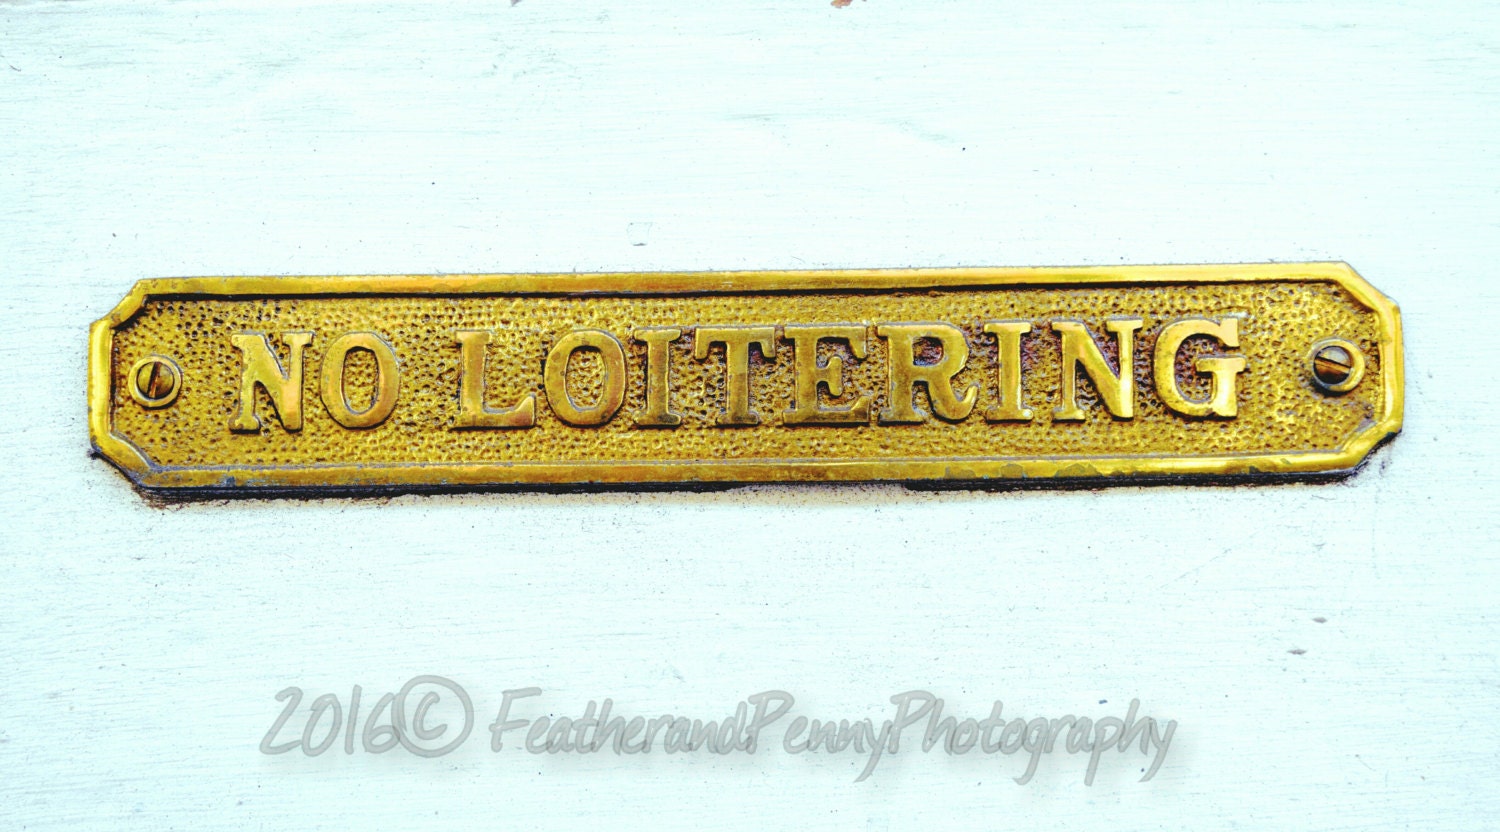 NO LOITERING
2016© FeatherandPennyPhotography